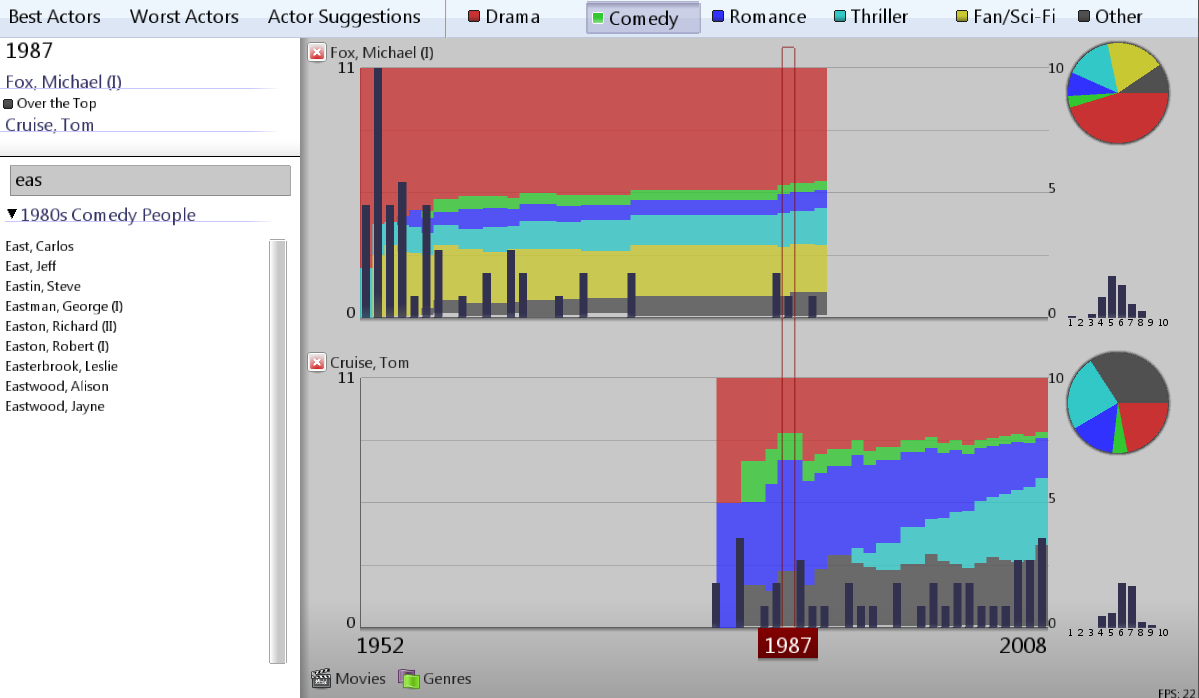 Best Actors Worst Actors Actor Suggestions Drama Comedy Romance Thriller Fan/Sci-Fi Other
1987
Fox, Michael (I)
Over the Top
Cruise, Tom
eas
1980s Comedy People
East, Carlos
East, Jeff
Eastin, Steve
Eastman, George (I)
Easton, Richard (II)
Easton, Robert (I)
Easterbrook, Leslie
Eastwood, Alison
Eastwood, Jayne
Fox, Michael (I)
11
0
10
5
0
1 2 3 4 5 6 7 8 9 10
Cruise, Tom
11
0
10
5
0
1 2 3 4 5 6 7 8 9 10
1952 1987 2008
Movies Genres
FPS: 22